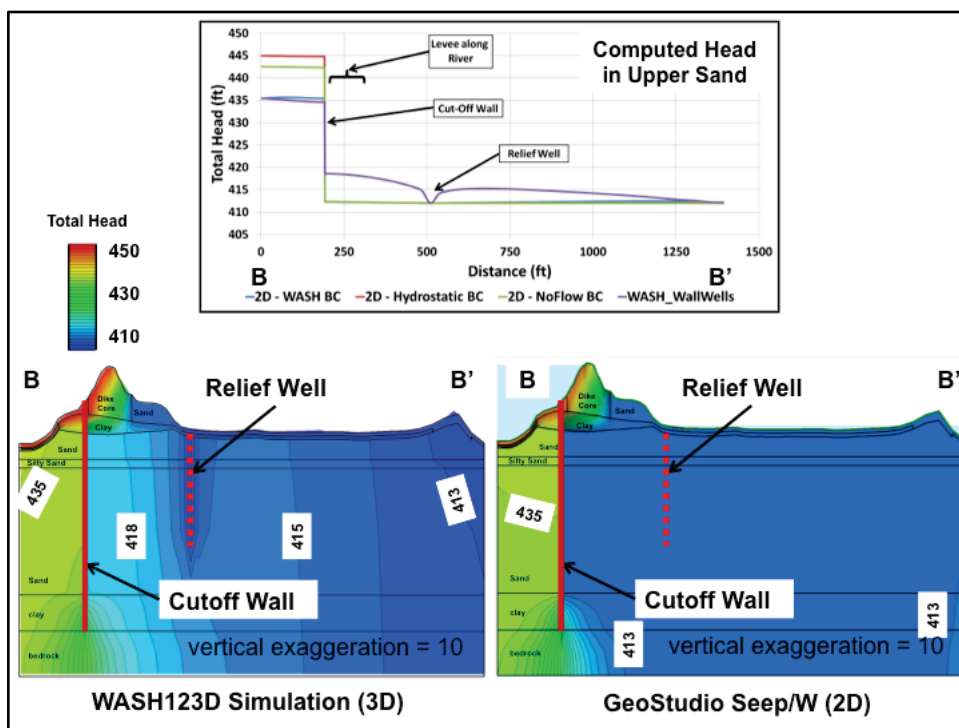 450
445
440
435
430
425
420
415
410
405
Total Head (ft)
Levee along
River
Cut-Off Wall
Relief Well
Computed Head
in Upper Sand
0
250
500
750
1000
1250
1500
B
Distance (ft)
B'
2D - WASH BC
2D - Hydrostatic BC
2D - NoFlow BC
WASH_WallWells
Total Head
450
430
410
B
Relief Well
B'
Dike
Core
Sand
Clay
Sand
Silty Sand
435
418
415
413
Sand
Cutoff Wall
clay
bedrock
vertical exaggeration = 10
WASH123D Simulation (3D)
B
Relief Well
B'
Dike
Core
Sand
Clay
Sand
Silty Sand
435
Sand
Cutoff Wall
clay
413
413
bedrock
vertical exaggeration = 10
GeoStudio Seep/W (2D)